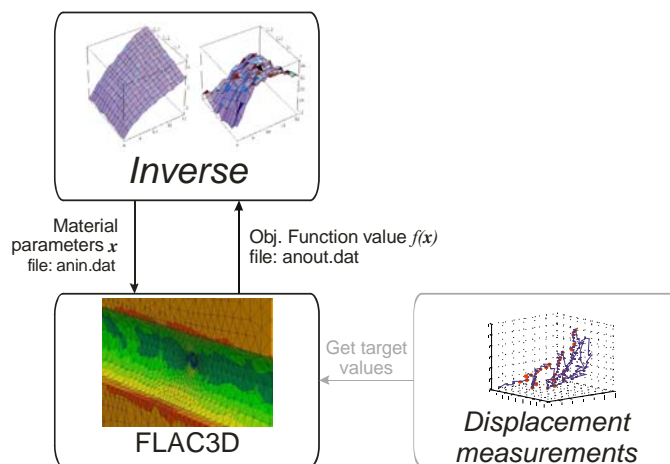 Inverse
Material
parameters x
file: anin.dat
Obj. Function value f(x)
file: anout.dat
Get target
values
FLAC3D
Displacement
measurements